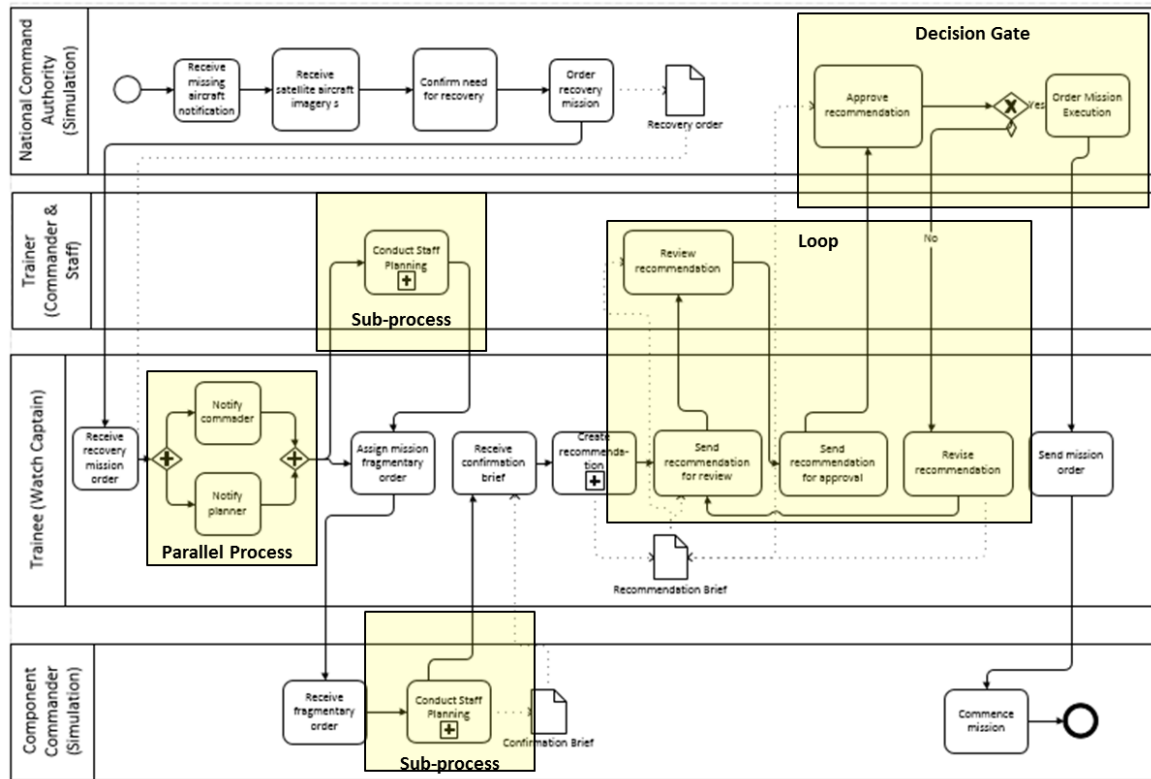 National Command
Authority
(Simulation)
Receive
missing
aircraft
notification
Receive
satellite aircraft
imagery s
Confirm need
for recovery
Order
recovery
mission
Recovery order
Decision Gate
Approve
recommendation
X
Yes
Order Mission
Execution
No
Trainer
(Commander &
Staff)
Conduct Staff
Planning
Sub-process
Loop
Review
recommendation
Trainee (Watch Captain)
Receive
recovery
mission
order
Notify
commader
Notify
planner
Parallel Process
Assign mission
fragmentary
order
Receive
confirmation
brief
Create
recommenda-
tion
Send
recommendation
for review
Send
recommendation
for approval
Revise
recommendation
Send mission
order
Recommendation Brief
Component
Commander
(Simulation)
Receive
fragmentary
order
Conduct Staff
Planning
Sub-process
Confirmation Brief
Commence
mission